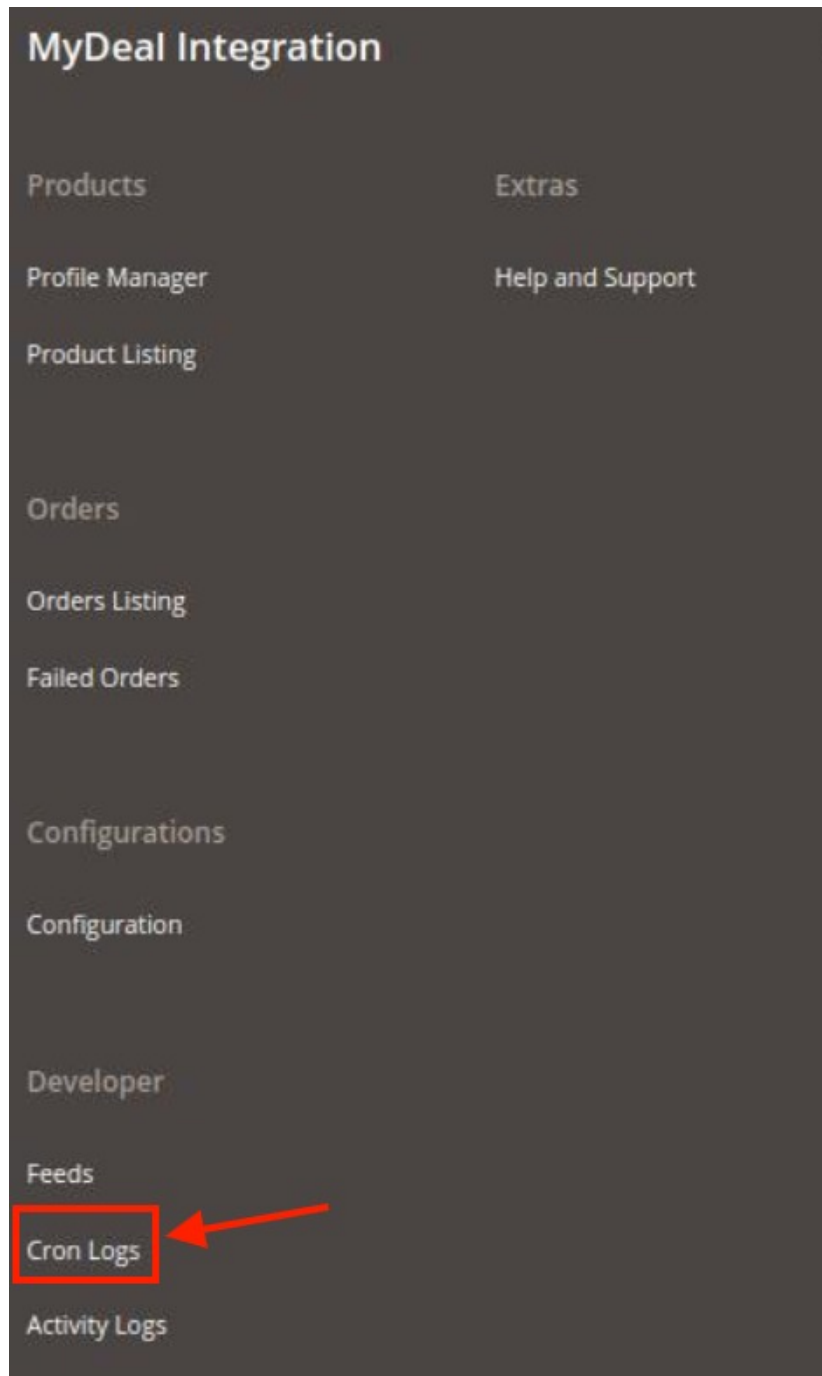 MyDeal Integration
Products
Profile Manager
Product Listing
Orders
Orders Listing
Failed Orders
Configurations
Configuration
Developer
Feeds
Cron Logs
Activity Logs
Extras
Help and Support